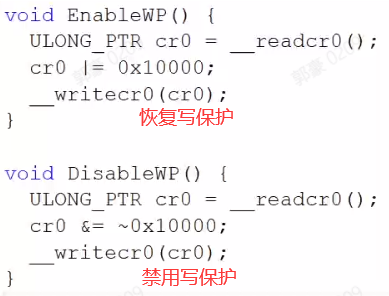 void EnableWP() {
ULONG_PTR cr0 = __readcr0();
cr0 |= 0x10000;
__writecr0(cr0);
}
恢复写保护
void DisableWP() {
ULONG_PTR cr0 = __readcr0();
cr0 &= ~0x10000;
__writecr0(cr0);
}
禁用写保护